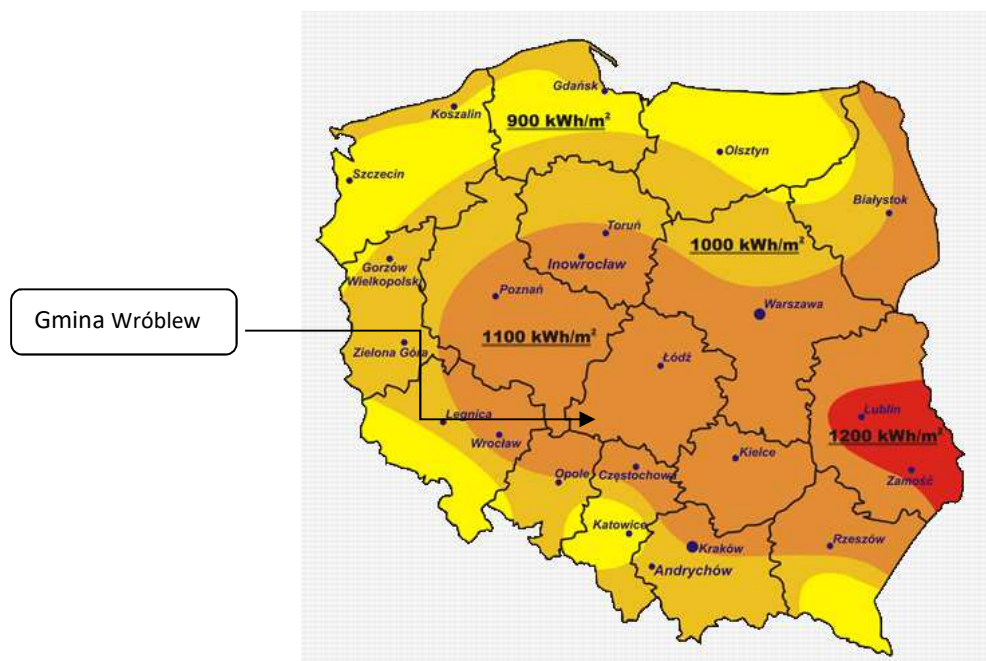 Gdańsk
Koszalin
900 kWh/m²
Olsztyn
Szczecin
Białystok
Toruń
1000 kWh/m²
Gorzów
Wielkopolski
Inowrocław
Poznań
Warszawa
Gmina Wróblew
1100 kWh/m²
Zielona Góra
Łódź
Legnica
Lublin
Wrocław
1200 kWh/m²
Kielce
Opole
Częstochowa
Zamość
Katowice
Kraków
Rzeszów
Andrychów